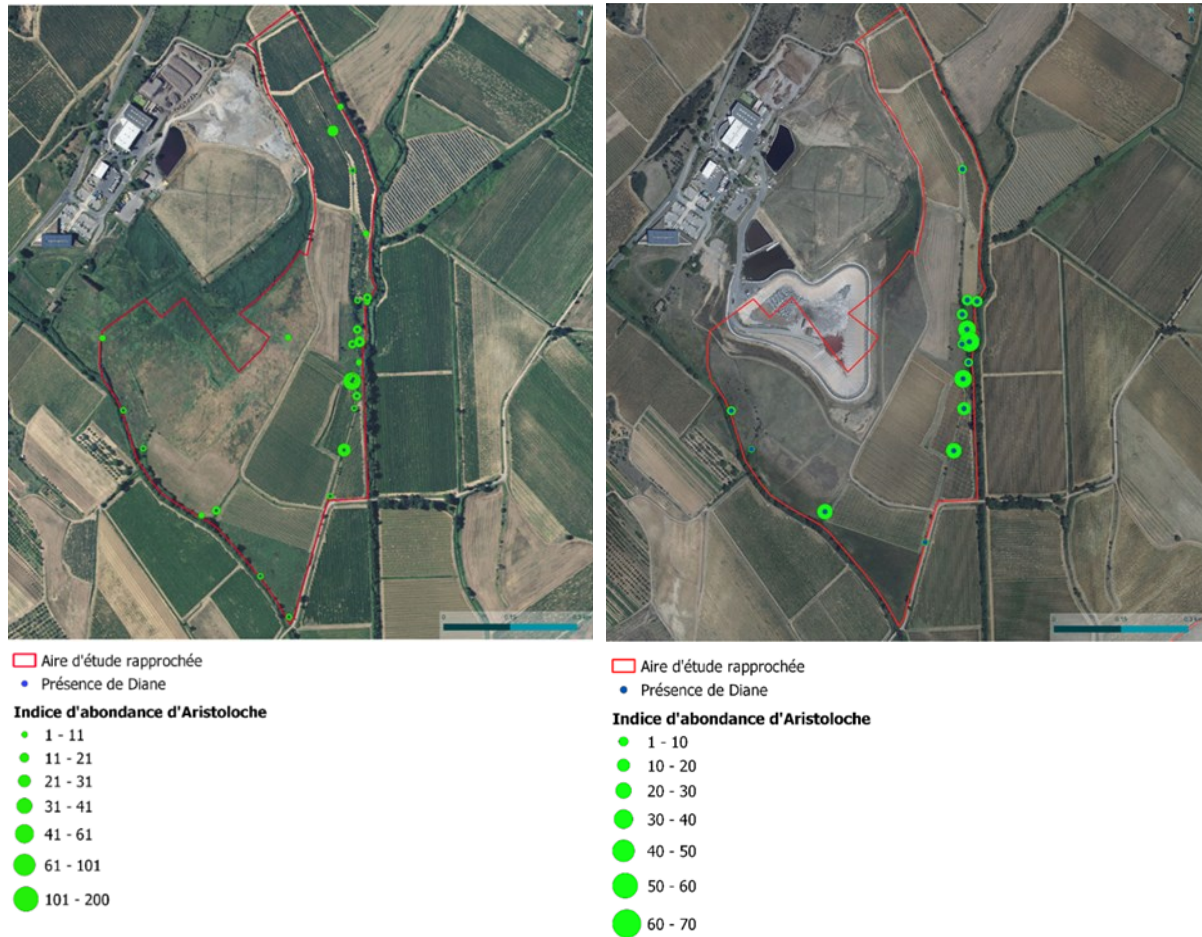 Aire d'étude rapprochée
Présence de Diane
Indice d'abondance d'Aristoloche
1 - 11
11 - 21
21 - 31
31 - 41
41 - 61
61 - 101
101 - 200
Aire d'étude rapprochée
Présence de Diane
Indice d'abondance d'Aristoloche
1 - 10
10 - 20
20 - 30
30 - 40
40 - 50
50 - 60
60 - 70